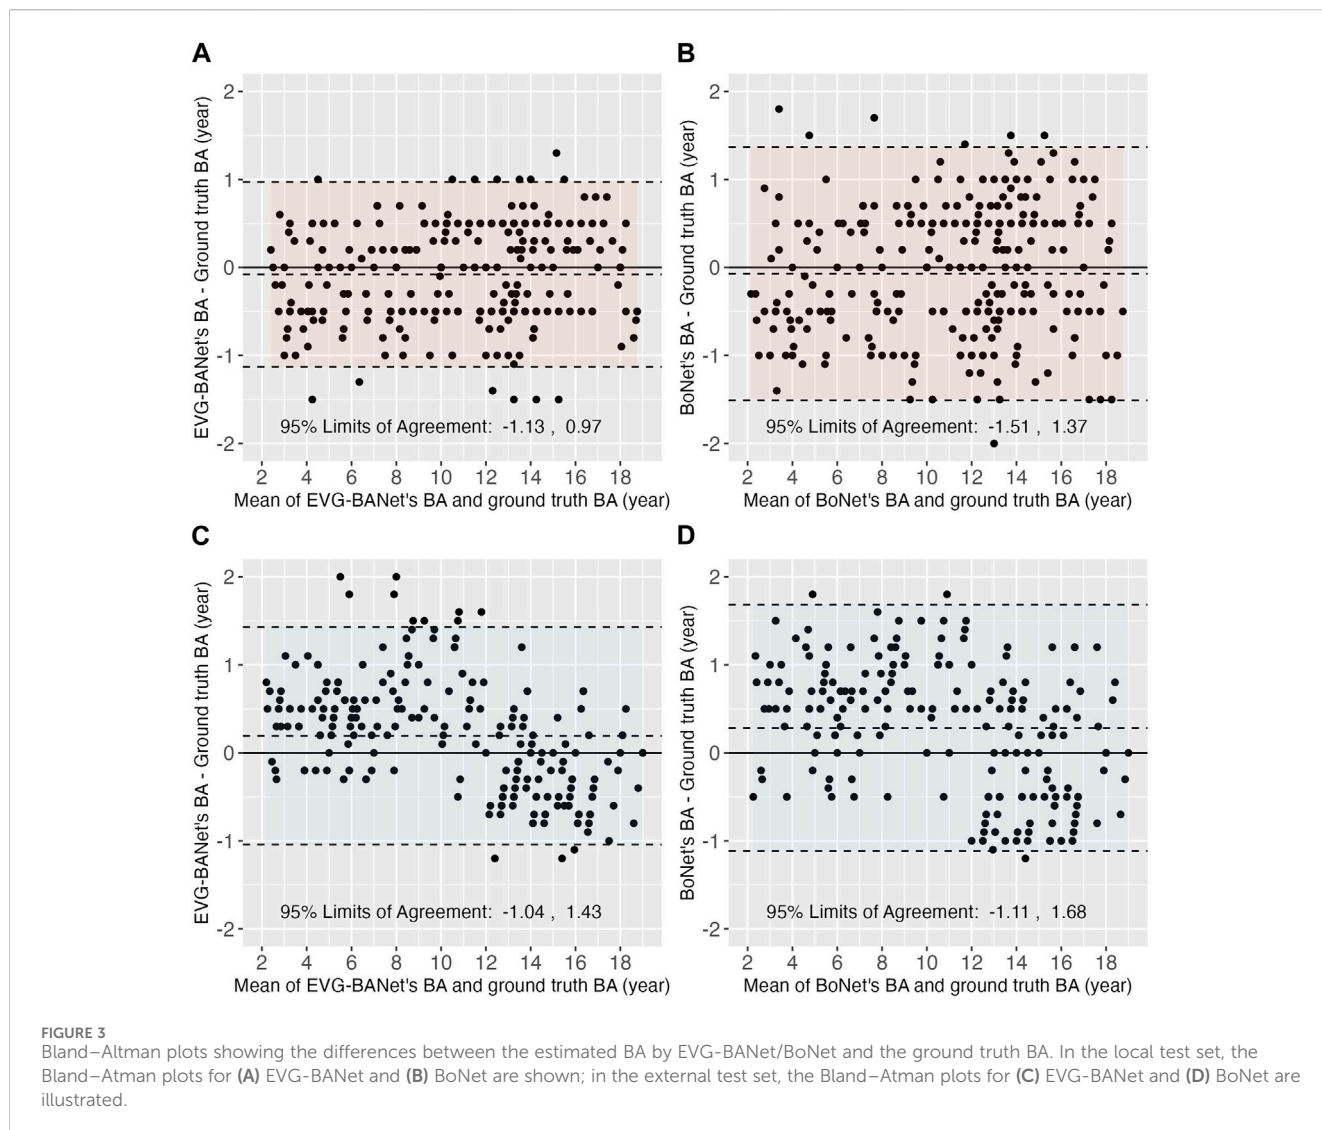 A
EVG-BANet's BA - Ground truth BA (year)
2
1
0
-1
-2
95% Limits of Agreement: -1.13 , 0.97
2 4 6 8 10 12 14 16 18
Mean of EVG-BANet's BA and ground truth BA (year)
B
BoNet's BA - Ground truth BA (year)
2
1
0
-1
-2
95% Limits of Agreement: -1.51 , 1.37
2 4 6 8 10 12 14 16 18
Mean of BoNet's BA and ground truth BA (year)
C
EVG-BANet's BA - Ground truth BA (year)
2
1
0
-1
-2
95% Limits of Agreement: -1.04 , 1.43
2 4 6 8 10 12 14 16 18
Mean of EVG-BANet's BA and ground truth BA (year)
D
BoNet's BA - Ground truth BA (year)
2
1
0
-1
-2
95% Limits of Agreement: -1.11 , 1.68
2 4 6 8 10 12 14 16 18
Mean of BoNet's BA and ground truth BA (year)
FIGURE 3
Bland–Altman plots showing the differences between the estimated BA by EVG-BANet/BoNet and the ground truth BA. In the local test set, the
Bland–Atman plots for (A) EVG-BANet and (B) BoNet are shown; in the external test set, the Bland–Atman plots for (C) EVG-BANet and (D) BoNet are
illustrated.